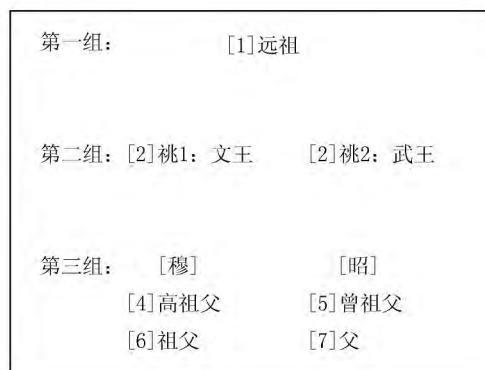 第一组： [1]远祖
第二组：[2]祧1：文王 [2]祧2：武王
第三组： [穆] [昭]
[4]高祖父 [5]曾祖父
[6]祖父 [7]父